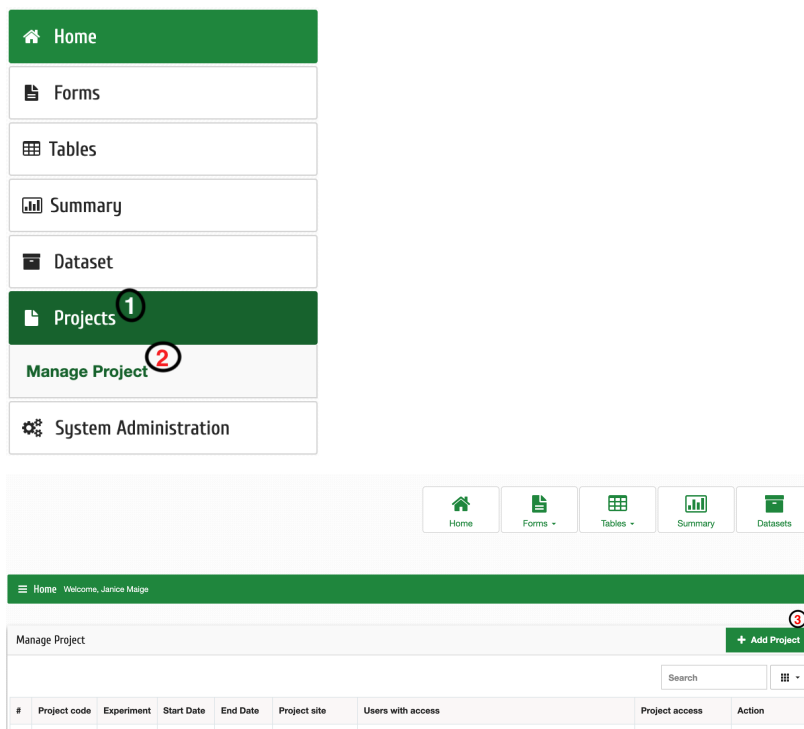 Home
Forms
Tables
Summary
Dataset
Projects 1
Manage Project 2
System Administration
Home Forms Tables Summary Datasets
Home Welcome, Janice Maige
3
Manage Project + Add Project
Search
# Project code Experiment Start Date End Date Project site Users with access Project access Action